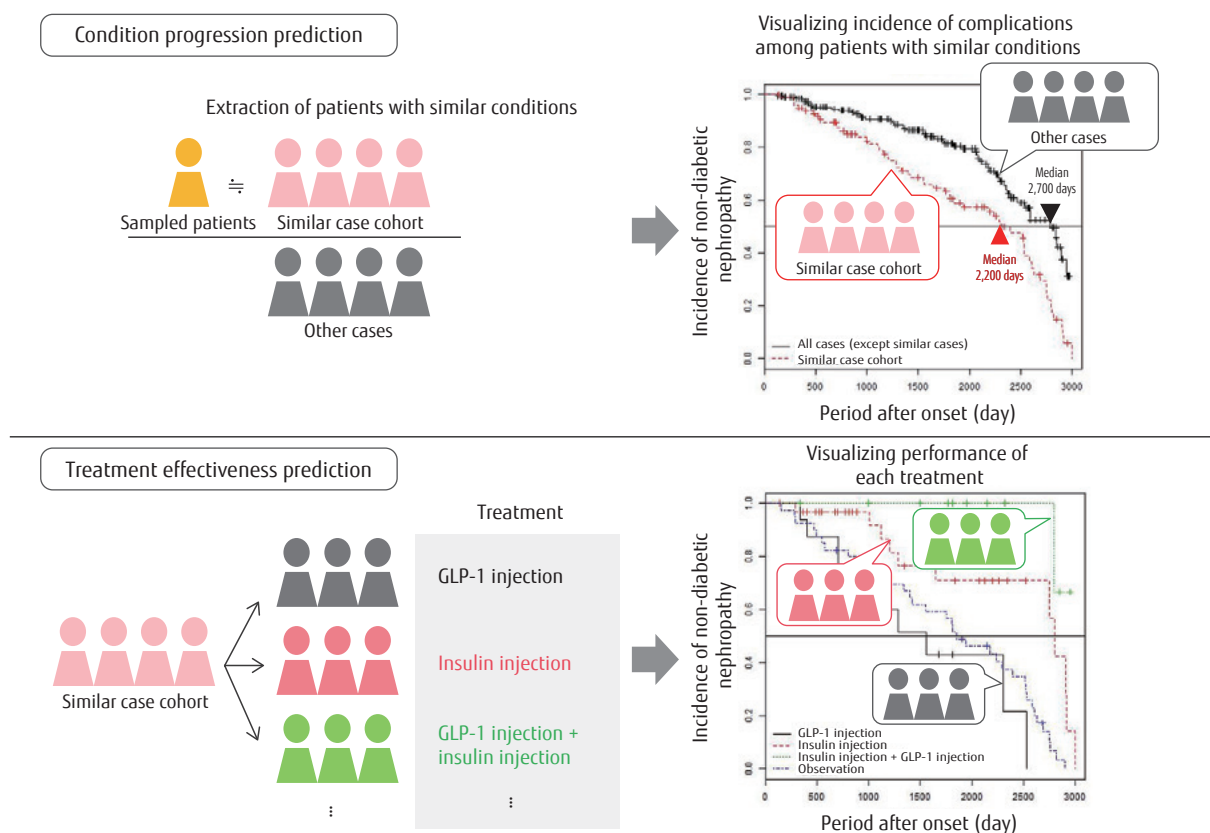 Condition progression prediction
Extraction of patients with similar conditions
≒
Sampled patients
Similar case cohort
Other cases
Visualizing incidence of complications
among patients with similar conditions
Incidence of non-diabetic
nephropathy
1.0
0.8
0.6
0.4
0.2
0.0
Other cases
Median
2,700 days
Similar case cohort
Median
2,200 days
All cases (except similar cases)
Similar case cohort
0
500
1000
1500
2000
2500
3000
Period after onset (day)
Treatment effectiveness prediction
Treatment
GLP-1 injection
Similar case cohort
Insulin injection
GLP-1 injection +
insulin injection
...
...
Visualizing performance of
each treatment
Incidence of non-diabetic
nephropathy
1.0
0.8
0.6
0.4
0.2
0.0
GLP-1 injection
Insulin injection
Insulin injection + GLP-1 injection
Observation
0
500
1000
1500
2000
2500
3000
Period after onset (day)